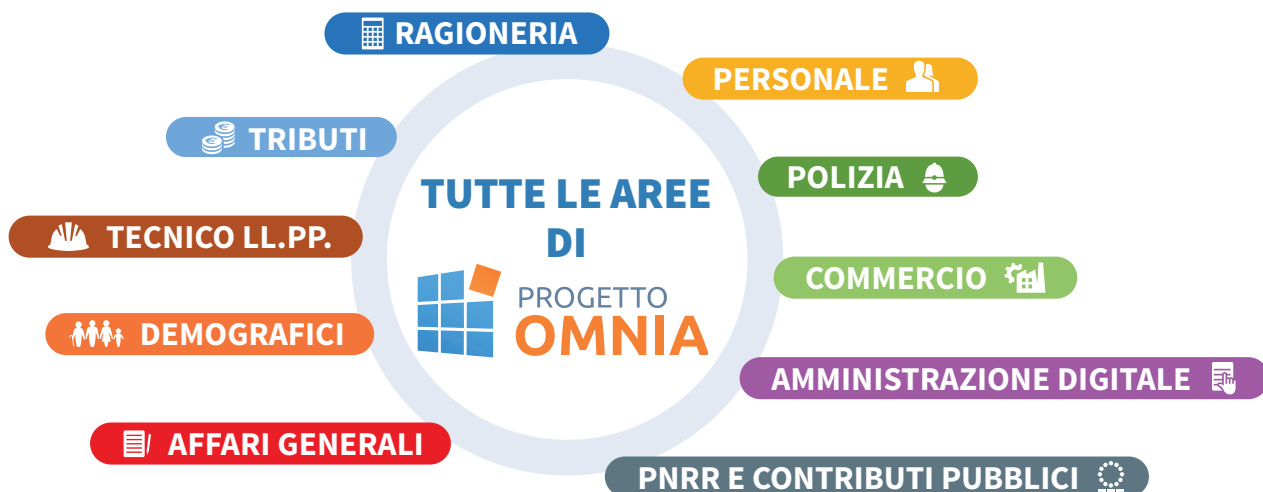 RAGIONERIA
PERSONALE
TRIBUTI
POLIZIA
TUTTE LE AREE
DI
TECNICO LL.PP.
COMMERCIO
PROGETTO
OMNIA
DEMOGRAFICI
AMMINISTRAZIONE DIGITALE
AFFARI GENERALI
PNRR E CONTRIBUTI PUBBLICI